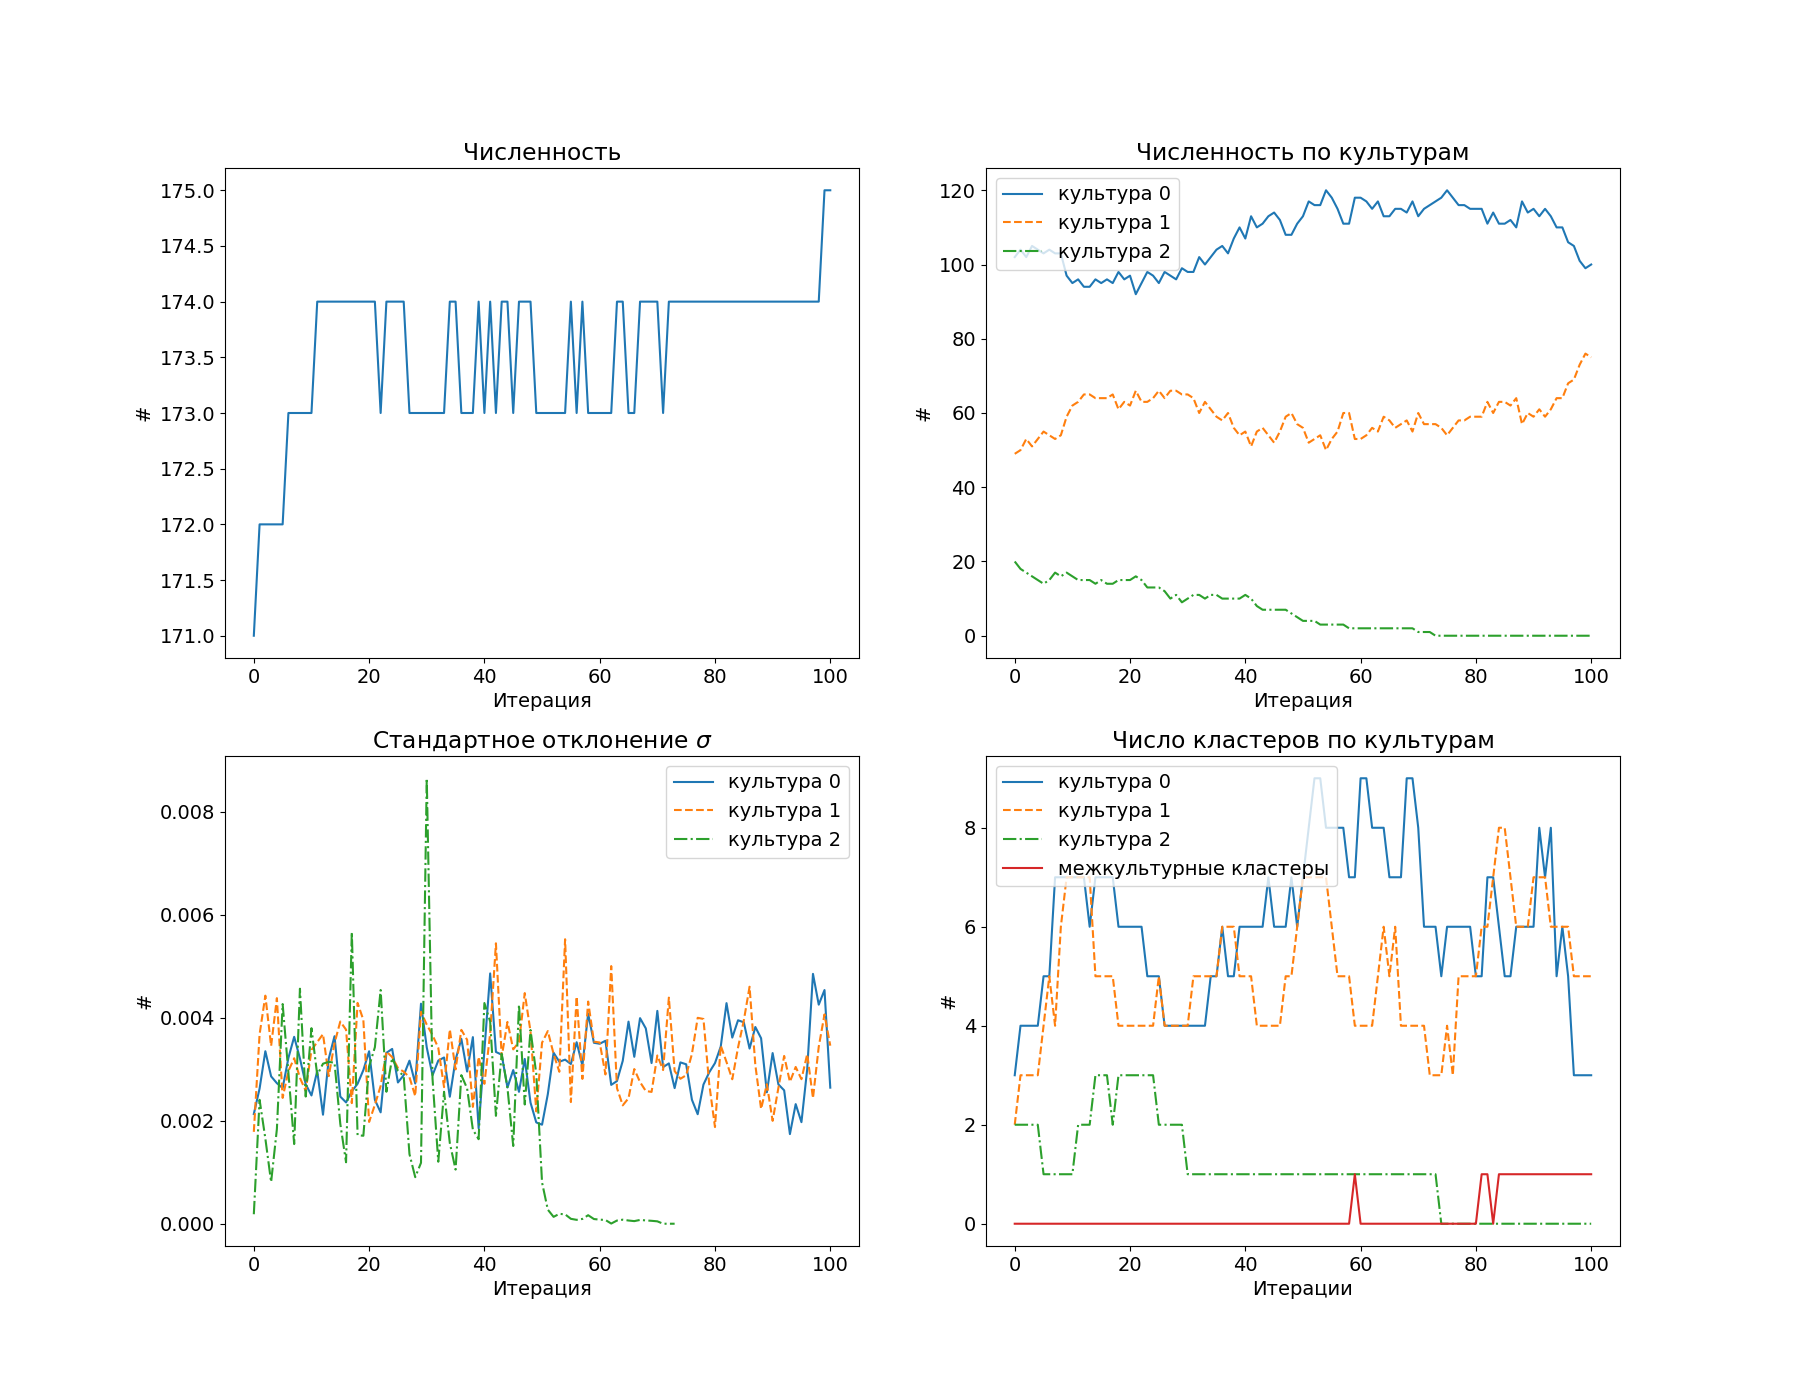 Численность
175.0
174.5
174.0
173.5
173.0
172.5
172.0
171.5
171.0
#
0 20 40 60 80 100
Итерация
Численность по культурам
культура 0
культура 1
культура 2
120
100
80
60
40
20
0
#
0 20 40 60 80 100
Итерация
Стандартное отклонение σ
культура 0
культура 1
культура 2
0.008
0.006
0.004
0.002
0.000
#
0 20 40 60 80 100
Итерация
Число кластеров по культурам
культура 0
культура 1
культура 2
межкультурные кластеры
8
6
4
2
0
#
0 20 40 60 80 100
Итерации